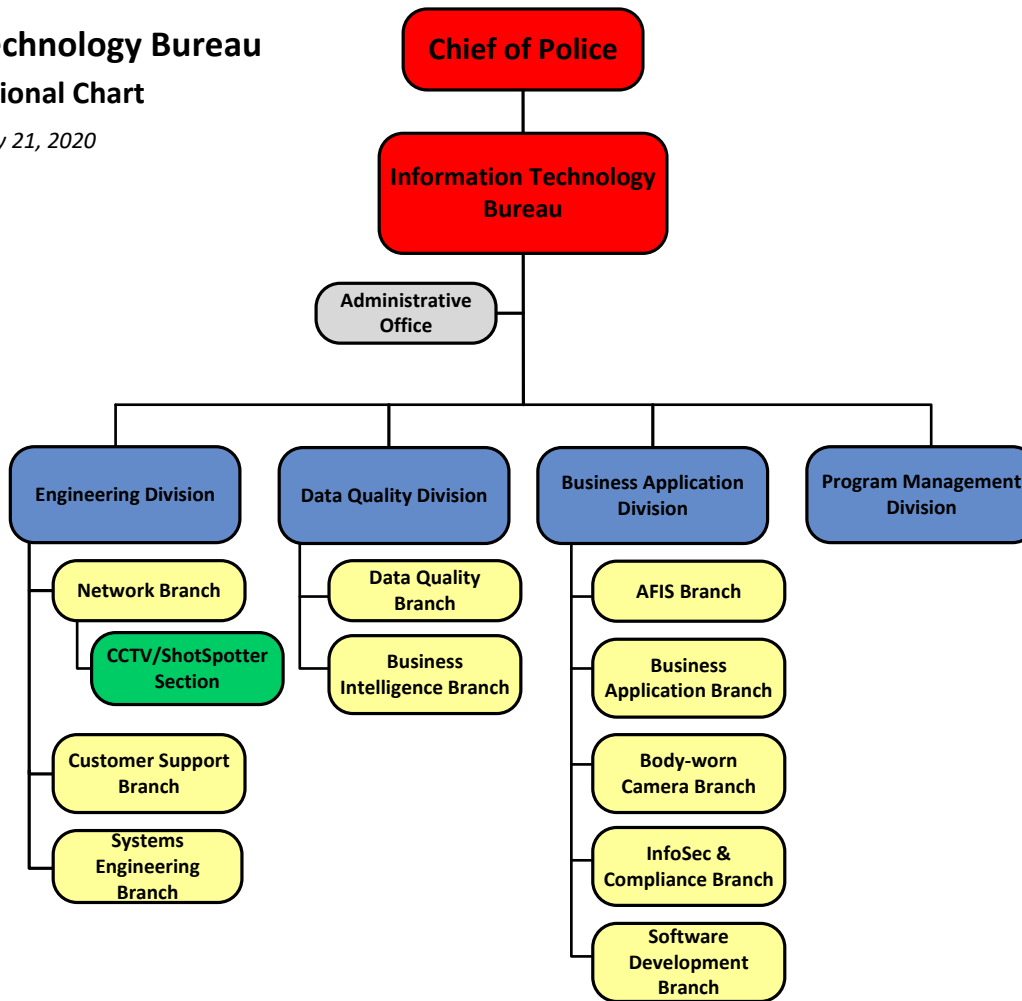 echnology Bureau
ional Chart
y 21, 2020
Chief of Police
Information Technology
Bureau
Administrative
Office
Engineering Division
Data Quality Division
Business Application
Division
Program Management
Division
Network Branch
CCTV/ShotSpotter
Section
Customer Support
Branch
Systems
Engineering
Branch
Data Quality
Branch
Business
Intelligence Branch
AFIS Branch
Business
Application Branch
Body-worn
Camera Branch
InfoSec &
Compliance Branch
Software
Development
Branch